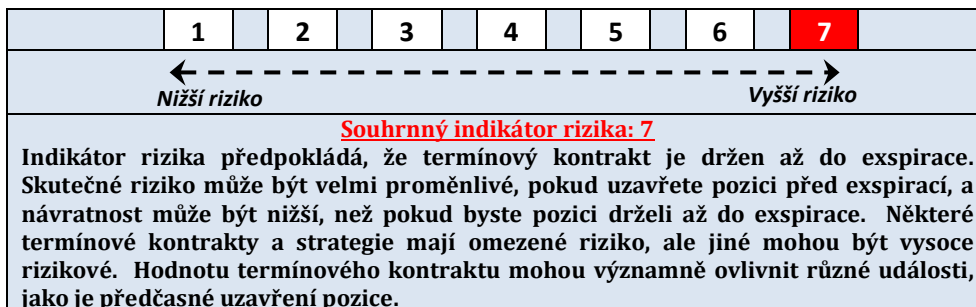 1 2 3 4 5 6 7
Nižší riziko Vyšší riziko
Souhrnný indikátor rizika: 7
Indikátor rizika předpokládá, že termínový kontrakt je držen až do exspirace.
Skutečné riziko může být velmi proměnlivé, pokud uzavřete pozici před exspirací, a
návratnost může být nižší, než pokud byste pozici drželi až do exspirace. Některé
termínové kontrakty a strategie mají omezené riziko, ale jiné mohou být vysoce
rizikové. Hodnotu termínového kontraktu mohou významně ovlivnit různé události,
jako je předčasné uzavření pozice.